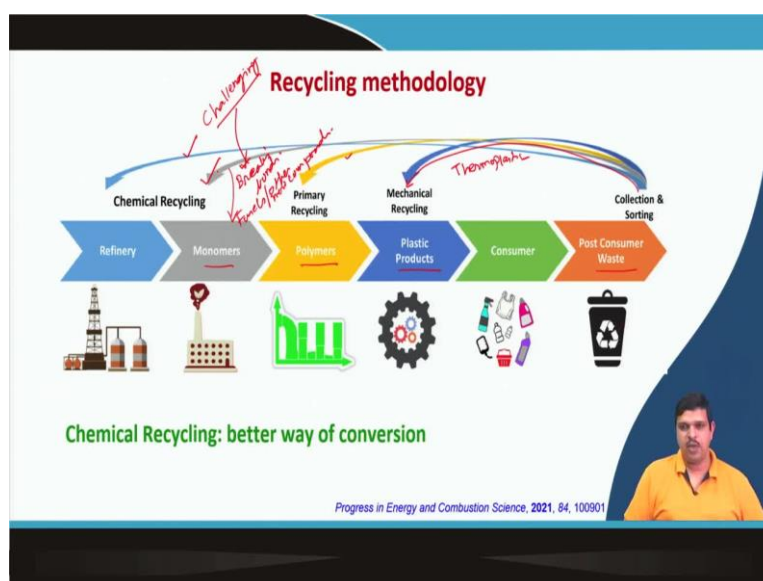 Recycling methodology
Challenging
Thermoplastic
Chemical Recycling
Primary
Recycling
Mechanical
Recycling
Collection &
Sorting
Refinery
Monomers
Polymers
Plastic
Products
Consumer
Post Consumer
Waste
Chemical Recycling: better way of conversion
Progress in Energy and Combustion Science, 2021, 84, 100901